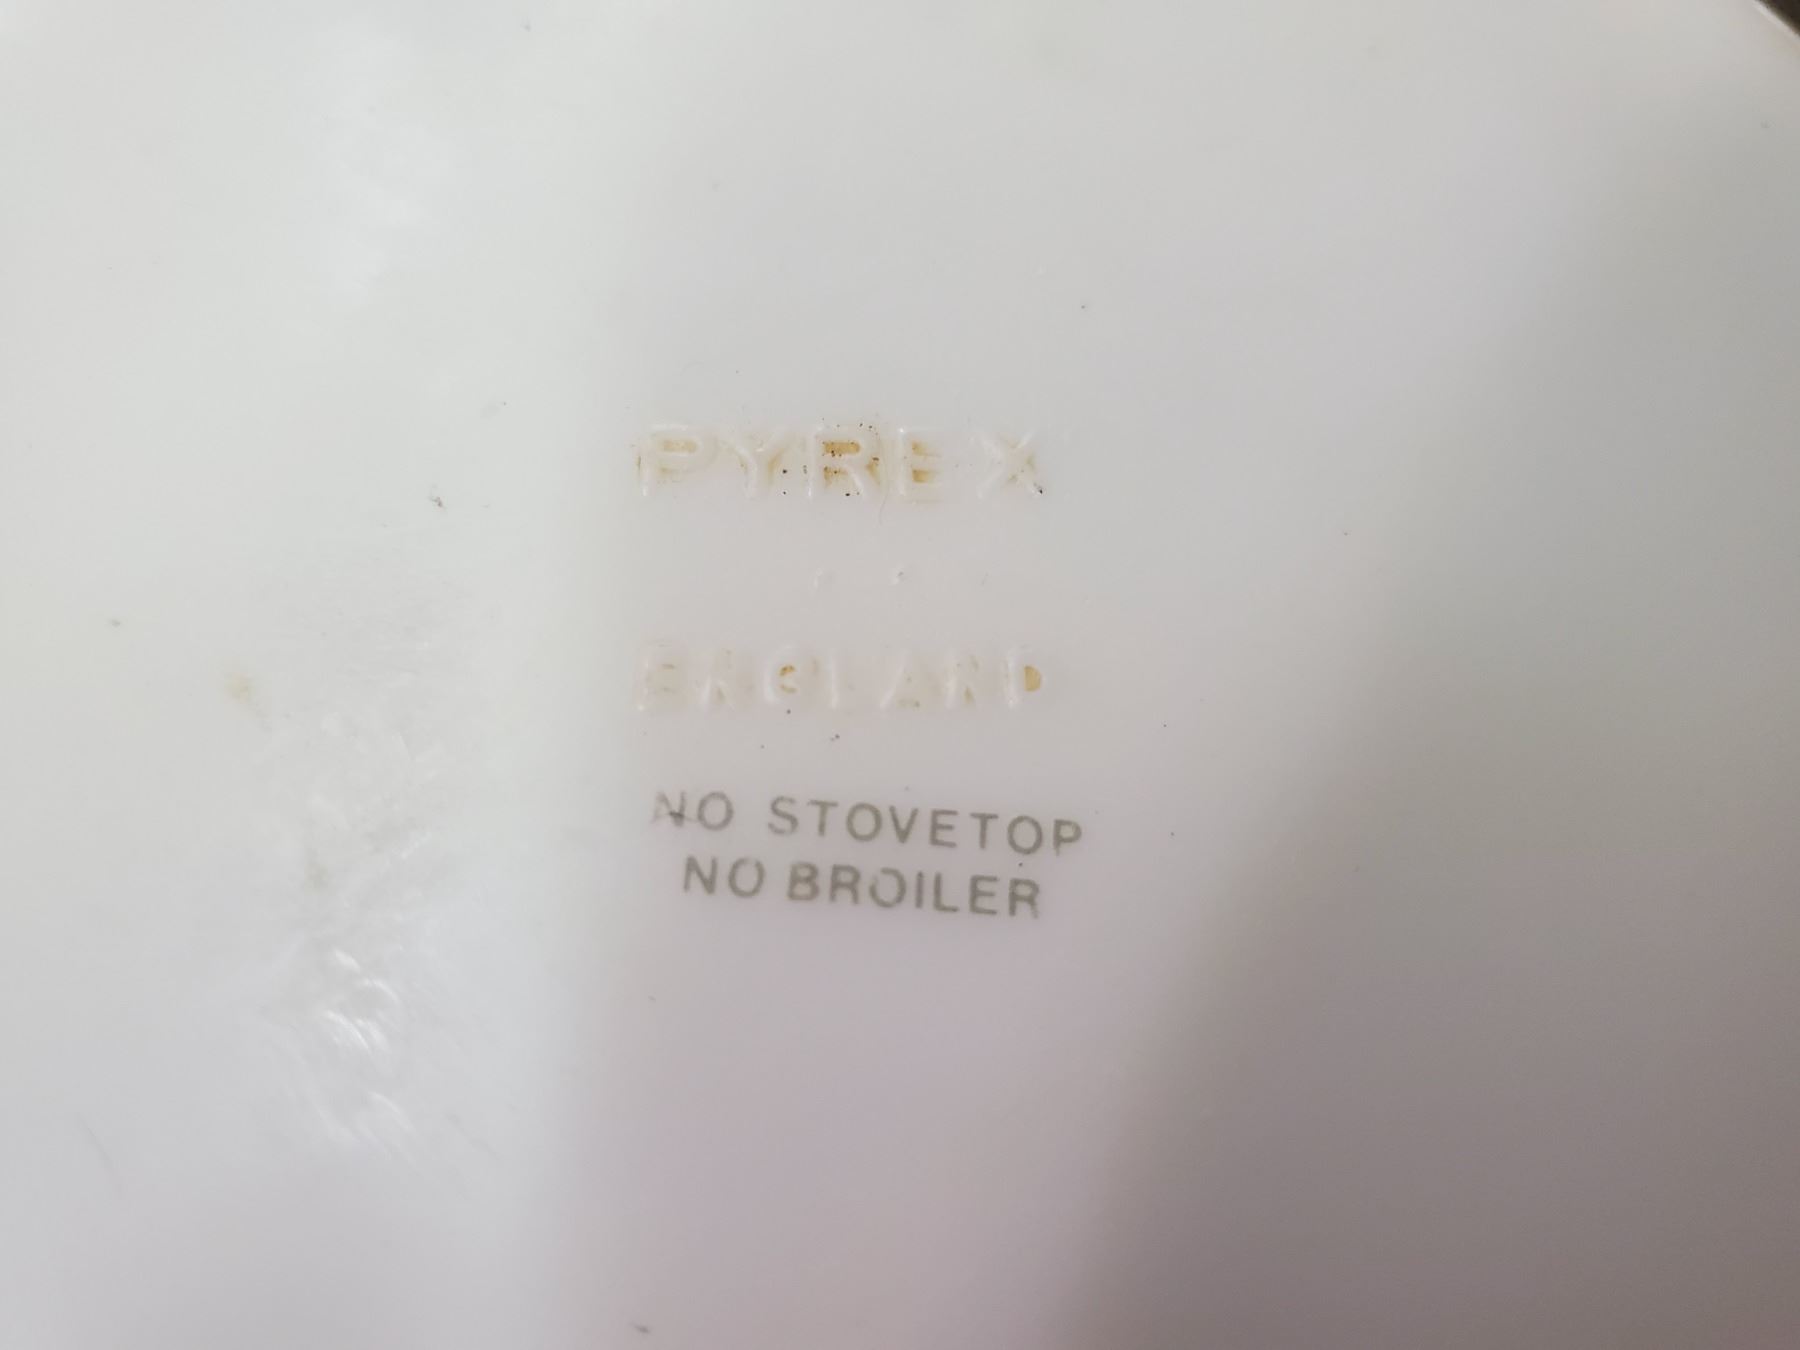 PYREX
ENGLAND
NO STOVETOP
NO BROILER